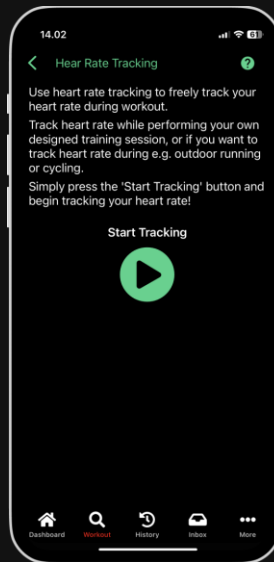 14.02
61
Hear Rate Tracking
?
Use heart rate tracking to freely track your
heart rate during workout.
Track heart rate while performing your own
designed training session, or if you want to
track heart rate during e.g. outdoor running
or cycling.
Simply press the 'Start Tracking' button and
begin tracking your heart rate!
Start Tracking
Dashboard Workout History Inbox More